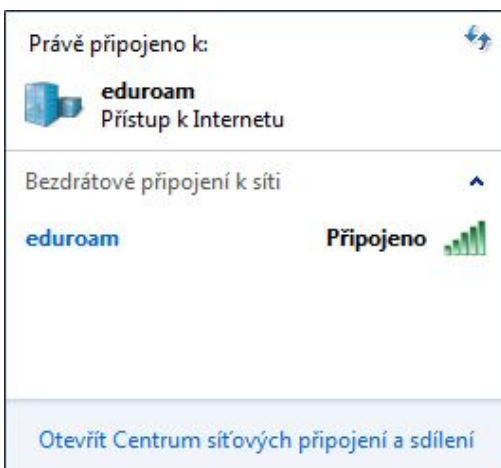 Právě připojeno k:
eduroam
Přístup k Internetu
Bezdrátové připojení k síti
eduroam Připojeno
Otevřít Centrum síťových připojení a sdílení